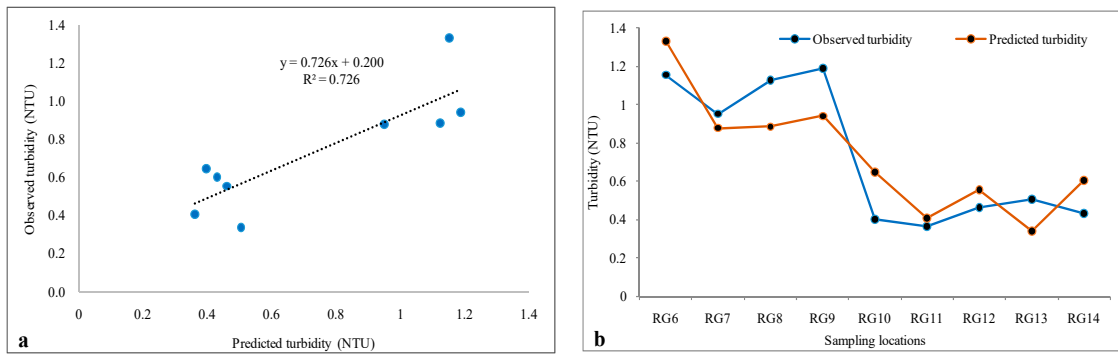 1.4
1.2
1.0
0.8
0.6
0.4
0.2
0.0
Observed turbidity (NTU)
y = 0.726x + 0.200
R² = 0.726
0 0.2 0.4 0.6 0.8 1 1.2 1.4
Predicted turbidity (NTU)
a
1.4
1.2
1
0.8
0.6
0.4
0.2
0
Turbidity (NTU)
Observed turbidity Predicted turbidity
RG6 RG7 RG8 RG9 RG10 RG11 RG12 RG13 RG14
Sampling locations
b